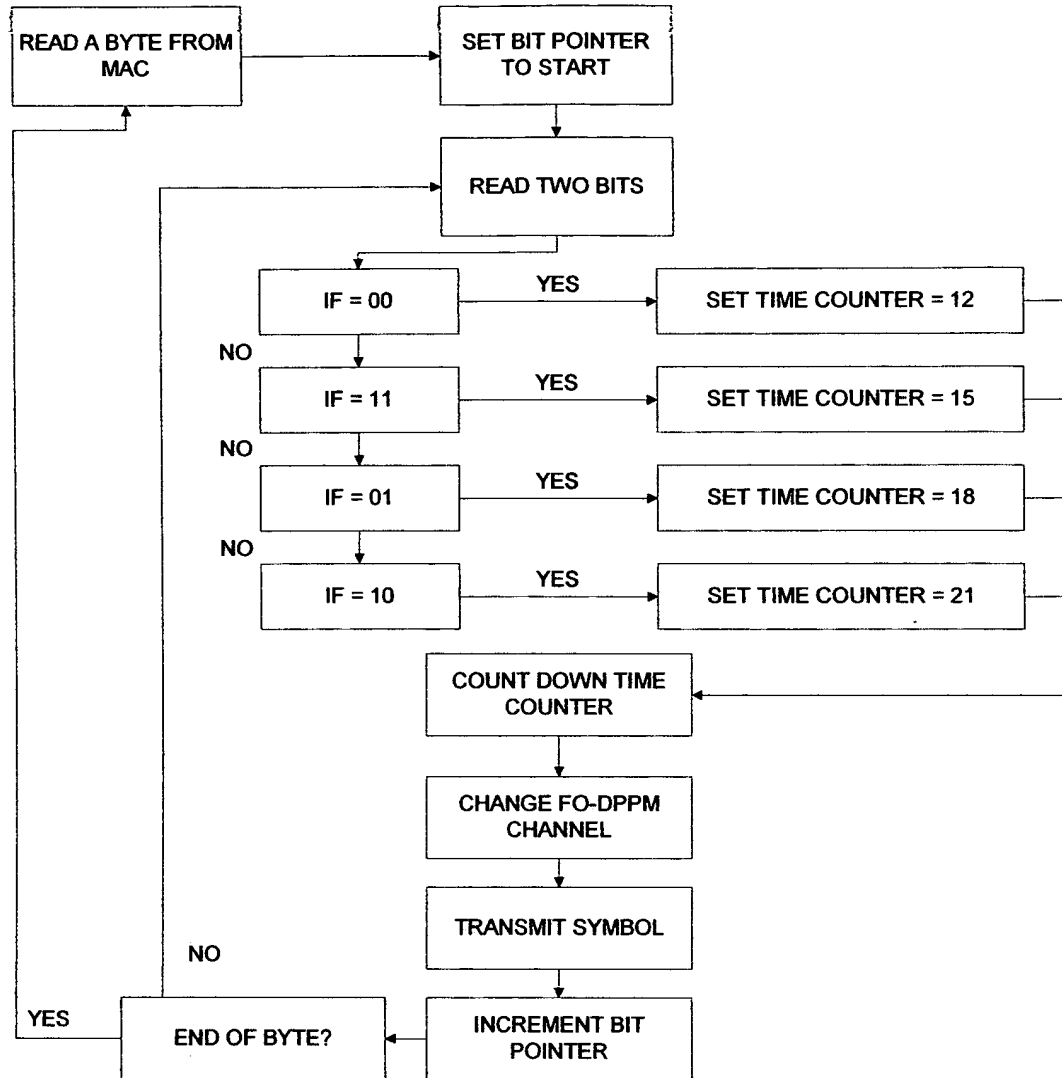 READ A BYTE FROM
MAC
SET BIT POINTER
TO START
READ TWO BITS
IF = 00
YES
SET TIME COUNTER = 12
NO
IF = 11
YES
SET TIME COUNTER = 15
NO
IF = 01
YES
SET TIME COUNTER = 18
NO
IF = 10
YES
SET TIME COUNTER = 21
COUNT DOWN TIME
COUNTER
CHANGE FO-DPPM
CHANNEL
TRANSMIT SYMBOL
NO
YES
END OF BYTE?
INCREMENT BIT
POINTER